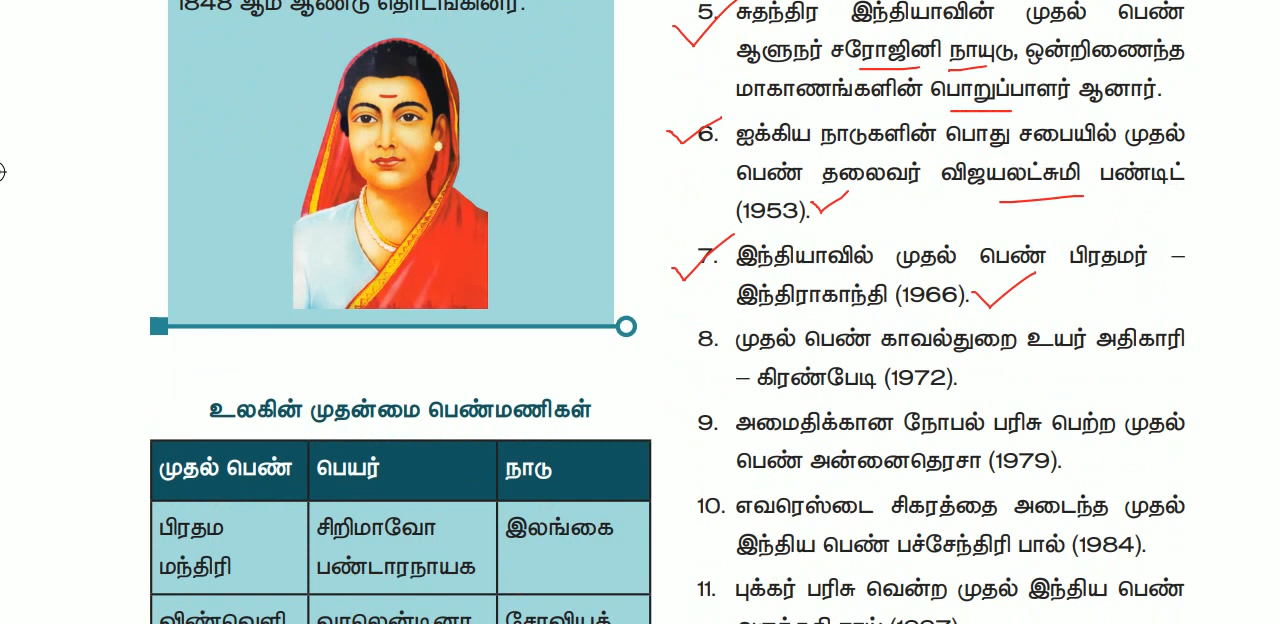 1848 ஆம் ஆண்டு தொடங்கினர்.
உலகின் முதன்மை பெண்மணிகள்
முதல் பெண் பெயர் நாடு
பிரதம சிறிமாவோ இலங்கை
மந்திரி பண்டாரநாயக
விண்வெளி வாலென்டினா சோவியத்
5. சுதந்திர இந்தியாவின் முதல் பெண்
ஆளுநர் சரோஜினி நாயுடு, ஒன்றிணைந்த
மாகாணங்களின் பொறுப்பாளர் ஆனார்.
6. ஐக்கிய நாடுகளின் பொது சபையில் முதல்
பெண் தலைவர் விஜயலட்சுமி பண்டிட்
(1953).
7. இந்தியாவில் முதல் பெண் பிரதமர் –
இந்திராகாந்தி (1966).
8. முதல் பெண் காவல்துறை உயர் அதிகாரி
– கிரண்பேடி (1972).
9. அமைதிக்கான நோபல் பரிசு பெற்ற முதல்
பெண் அன்னைதெரசா (1979).
10. எவரெஸ்டை சிகரத்தை அடைந்த முதல்
இந்திய பெண் பச்சேந்திரி பால் (1984).
11. புக்கர் பரிசு வென்ற முதல் இந்திய பெண்